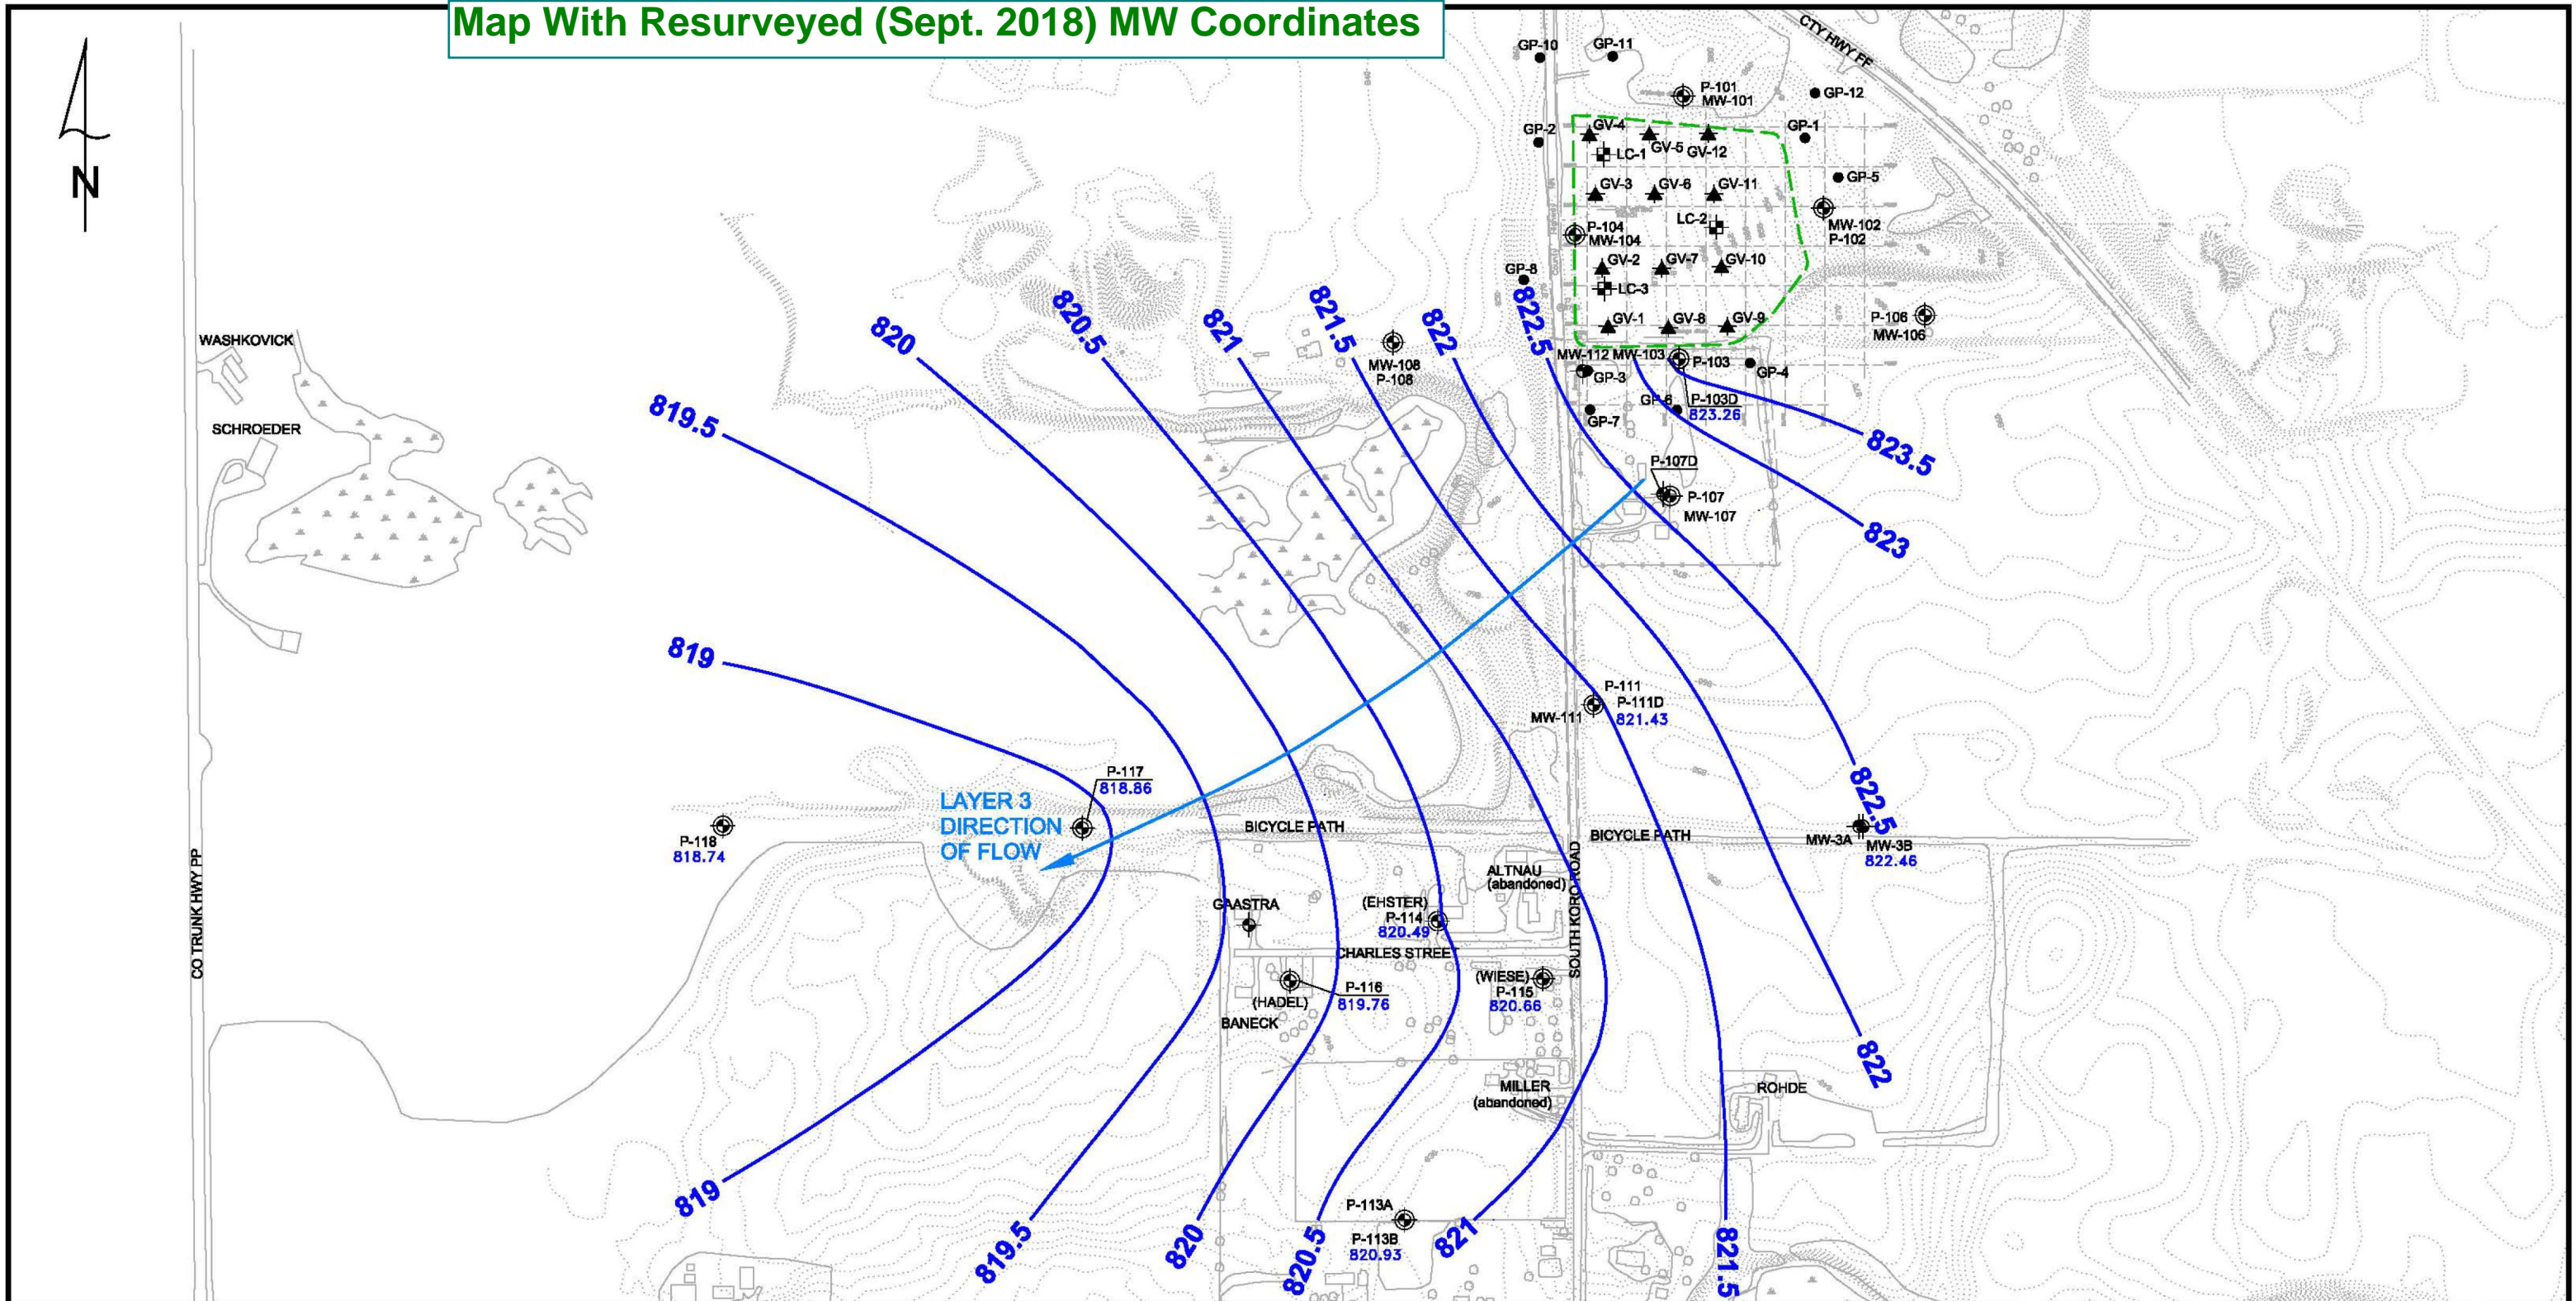 Map With Resurveyed (Sept. 2018) MW Coordinates
N
CTY HWY FF
GP-10
GP-11
P-101
MW-101
GP-12
GP-2
GV-4
GV-5
GV-12
GP-1
LC-1
GP-5
GV-3
GV-6
GV-11
LC-2
MW-102
P-102
P-104
MW-104
GV-2
GV-7
GV-10
GP-8
LC-3
GV-1
GV-8
GV-9
P-106
MW-106
WASHKOVICK
SCHROEDER
820
820.5
821
821.5
822
822.5
MW-108
P-108
MW-112
MW-103
P-103
GP-3
GP-4
GP-6
P-103D
823.26
GP-7
819.5
823.5
823
P-107D
P-107
MW-107
819
P-111
P-111D
821.43
MW-111
P-117
818.86
LAYER 3
DIRECTION
OF FLOW
P-118
818.74
BICYCLE PATH
BICYCLE PATH
822.5
MW-3A
MW-3B
822.46
CO TRUNK HWY PP
SOUTH KORO ROAD
ALTNAU
(abandoned)
GAASTRA
(EHSTER)
P-114
820.49
CHARLES STREET
(WIESE)
P-115
820.66
P-116
819.76
(HADEL)
BANECK
822
MILLER
(abandoned)
ROHDE
819
819.5
820
820.5
P-113A
P-113B
820.93
821
821.5